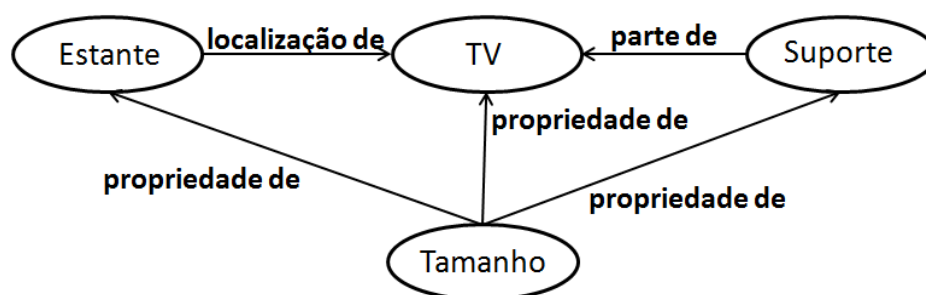 Estante
localização de
TV
parte de
Suporte
propriedade de
propriedade de
propriedade de
Tamanho